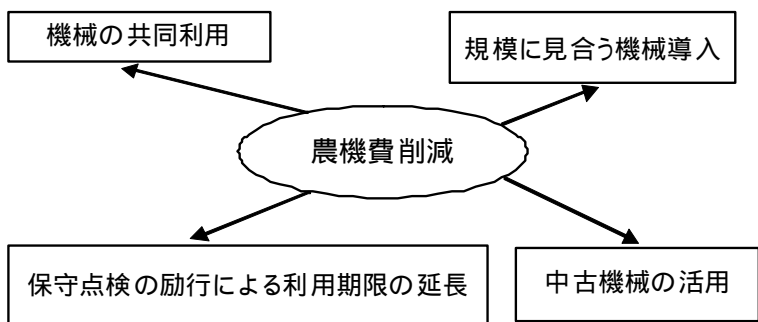 機械の共同利用
規模に見合う機械導入
農機費削減
保守点検の励行による利用期限の延長
中古機械の活用